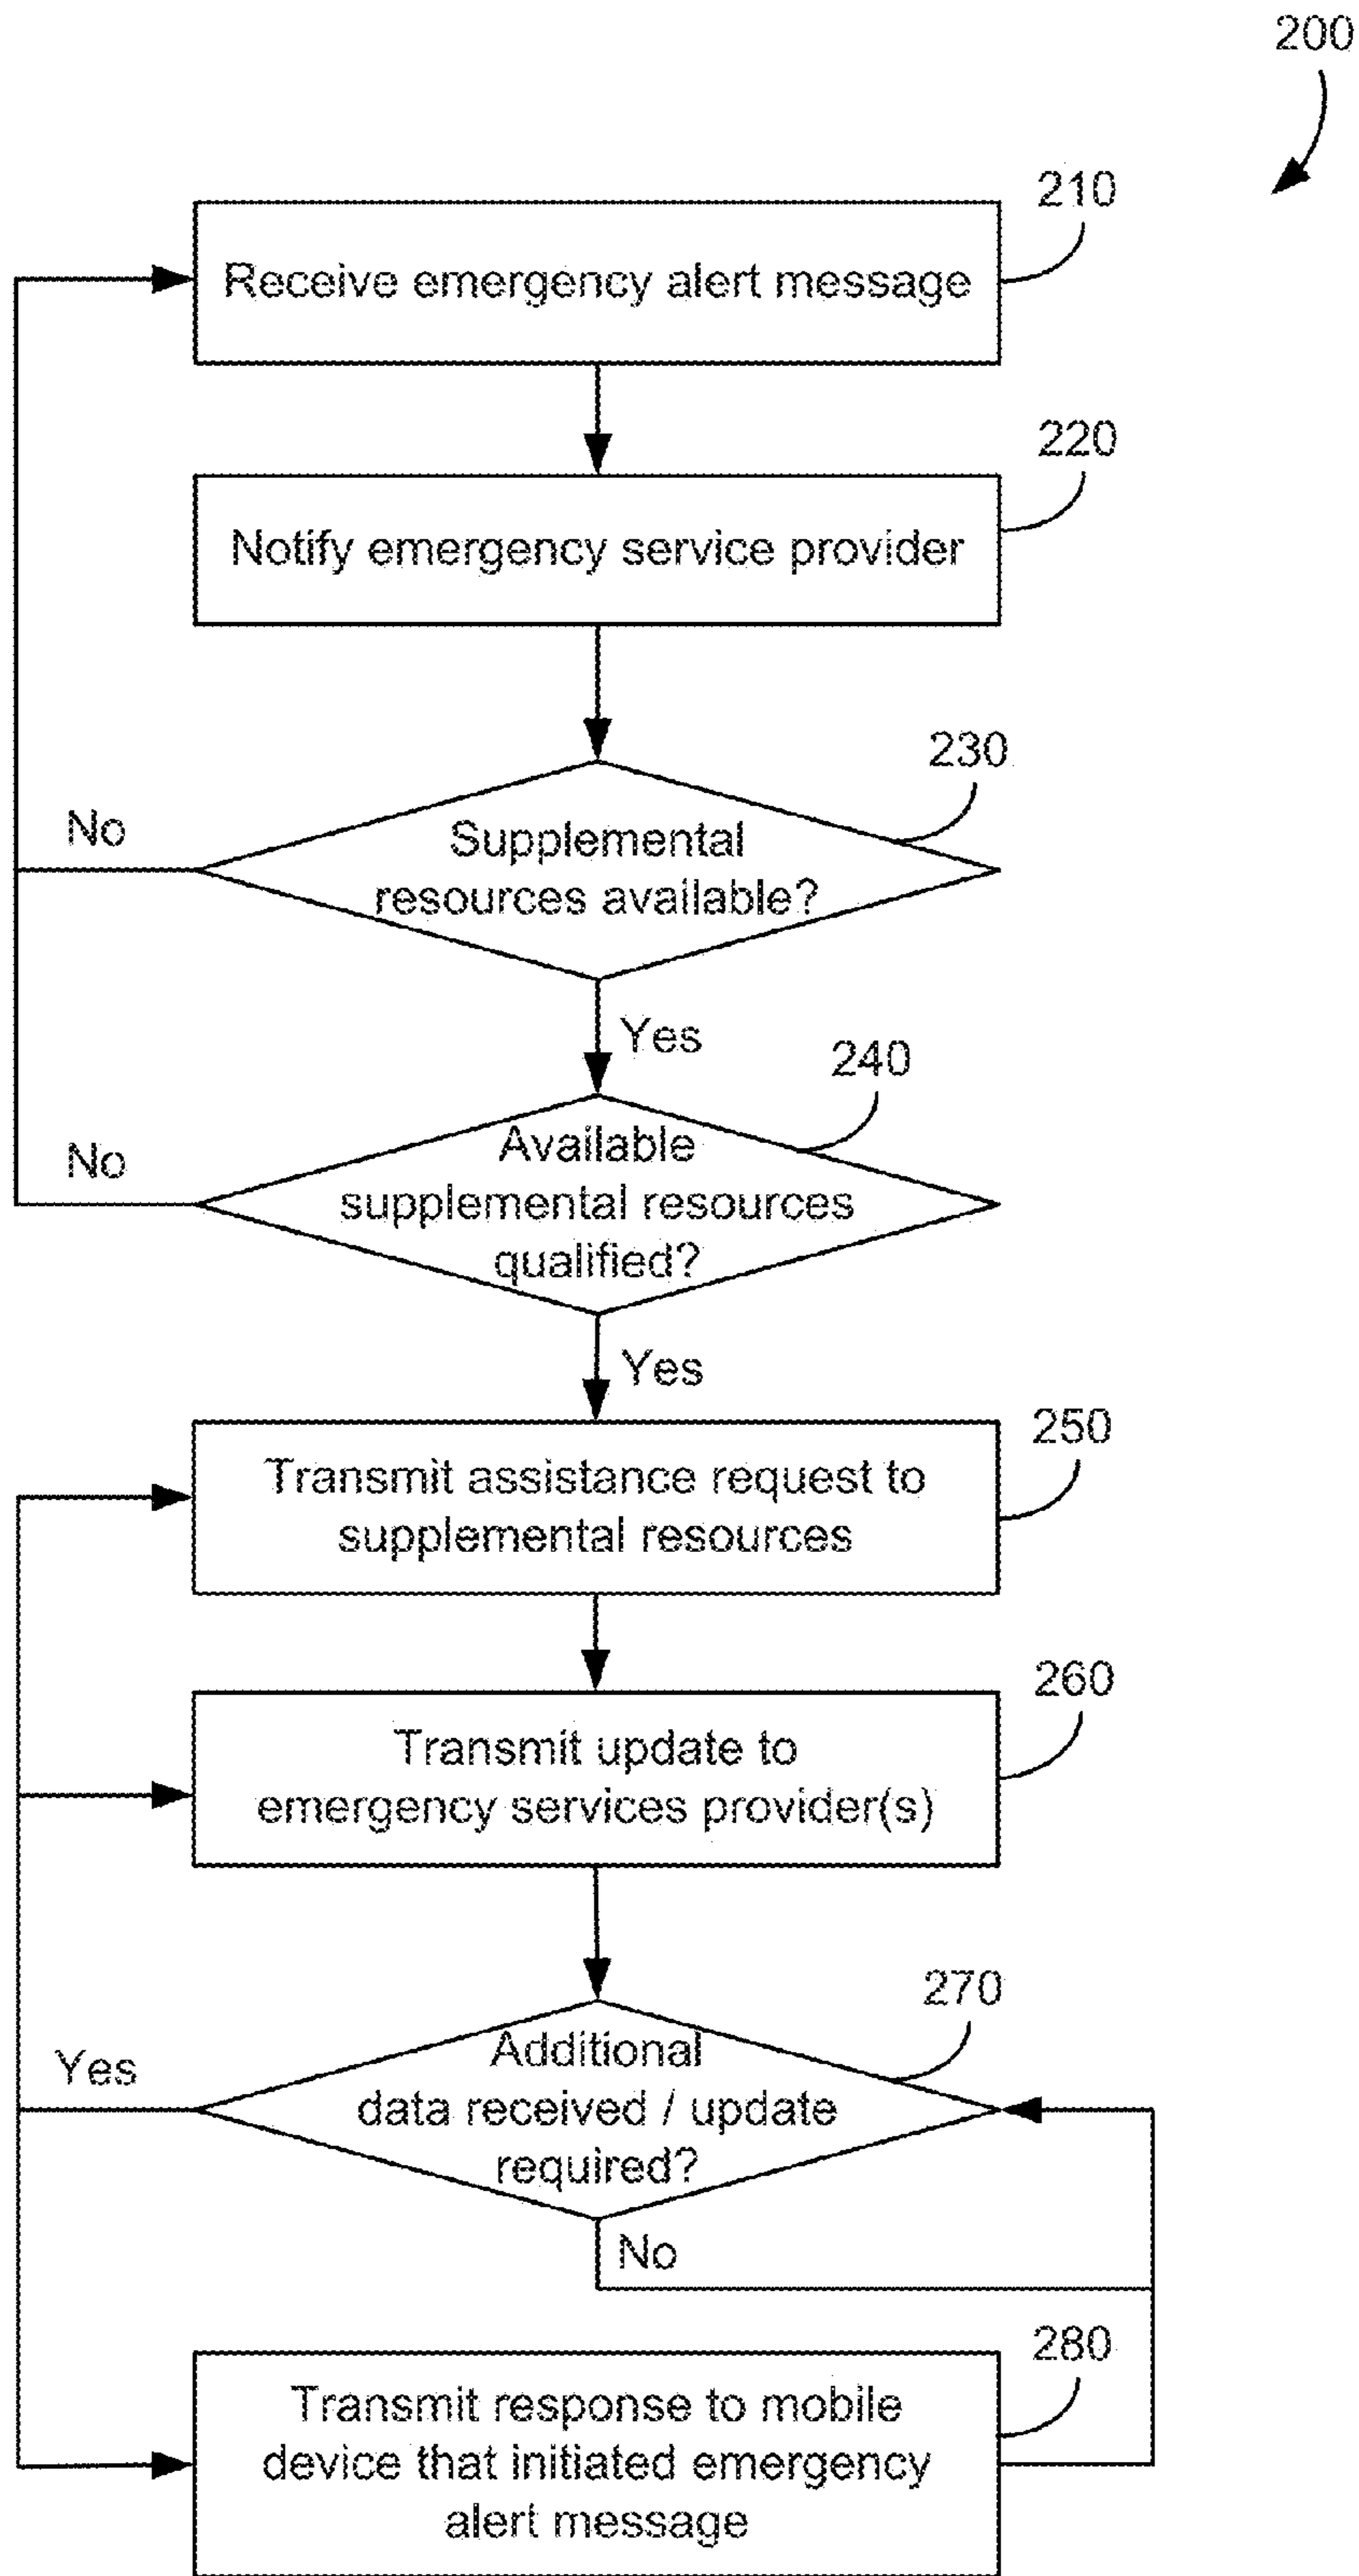 200
210
Receive emergency alert message
220
Notify emergency service provider
230
No
Supplemental
resources available?
Yes
240
No
Available
supplemental resources
qualified?
Yes
250
Transmit assistance request to
supplemental resources
260
Transmit update to
emergency services provider(s)
270
Yes
Additional
data received / update
required?
No
280
Transmit response to mobile
device that initiated emergency
alert message